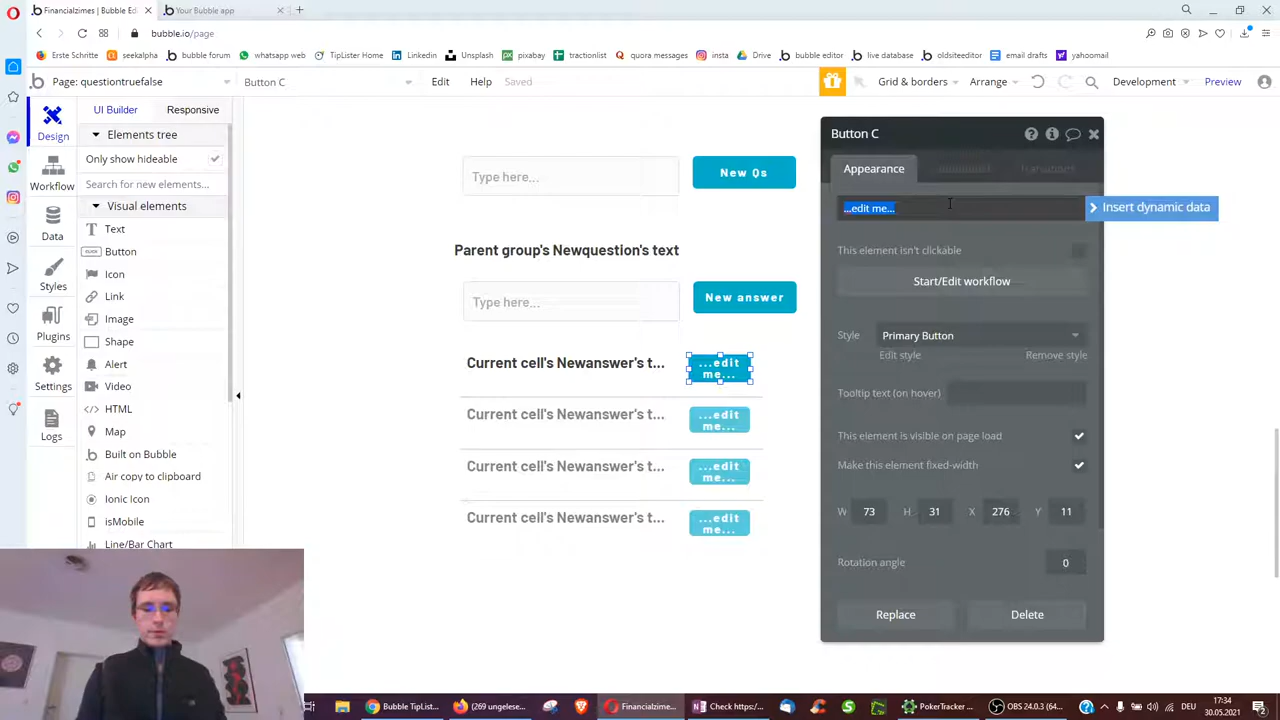 Financialzimes | Bubble Ed
Your Bubble app
bubble.io/page
Erste Schritte
seekalpha
bubble forum
whatsapp web
TipLister Home
Linkedin
Unsplash
pixabay
tractionlist
quora messages
insta
Drive
bubble editor
live database
oldsiteeditor
email drafts
yahoomail
Page: questiontruefalse
Button C
Edit
Help
Saved
Grid & borders
Arrange
Development
Preview
Design
Workflow
Data
Styles
Plugins
Settings
Logs
UI Builder
Responsive
Elements tree
Only show hideable
Search for new elements...
Visual elements
Text
Button
Icon
Link
Image
Shape
Alert
Video
HTML
Map
Built on Bubble
Air copy to clipboard
Ionic Icon
isMobile
Line/Bar Chart
Type here...
New Qs
Parent group's Newquestion's text
Type here...
New answer
Current cell's Newanswer's t...
...edit
me...
Current cell's Newanswer's t...
...edit
me...
Current cell's Newanswer's t...
...edit
me...
Current cell's Newanswer's t...
...edit
me...
Button C
Appearance
...edit me...
Insert dynamic data
This element isn't clickable
Start/Edit workflow
Style
Primary Button
Edit style
Remove style
Tooltip text (on hover)
This element is visible on page load
Make this element fixed-width
W
73
H
31
X
276
Y
11
Rotation angle
0
Replace
Delete
Bubble TipList...
(269 ungelese...
Financialzimes...
Check https:/...
PokerTracker ...
OBS 24.0.3 (64...
DEU
17:34
30.05.2021